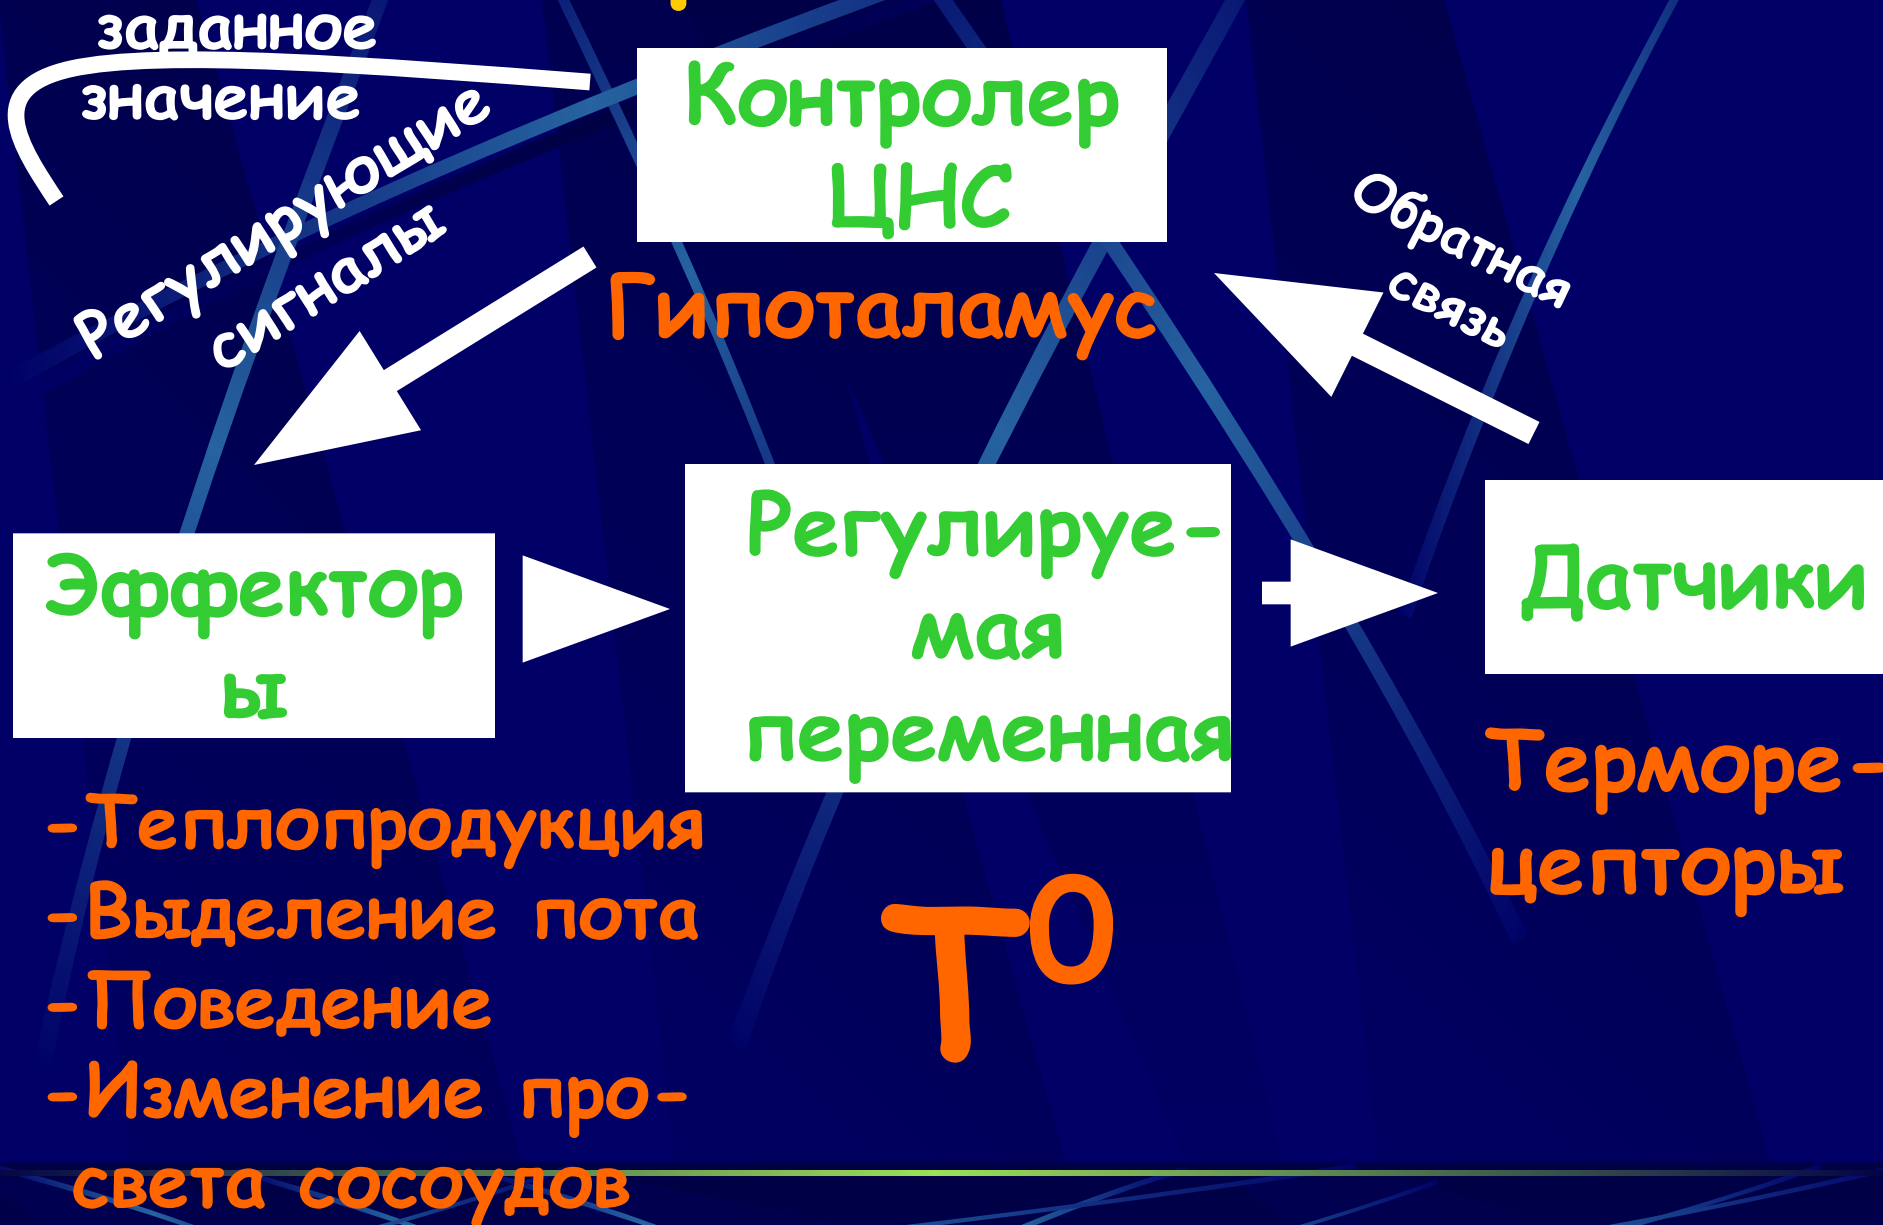 заданное
значение
Контролер
ЦНС
Гипоталамус
Регулирующие
сигналы
Обратная
связь
Эффектор
ы
Регулируе-
мая
переменная
Датчики
Терморе-
цепторы
-Теплопродукция
-Выделение пота
-Поведение
-Изменение про-
света сосоудов
T⁰